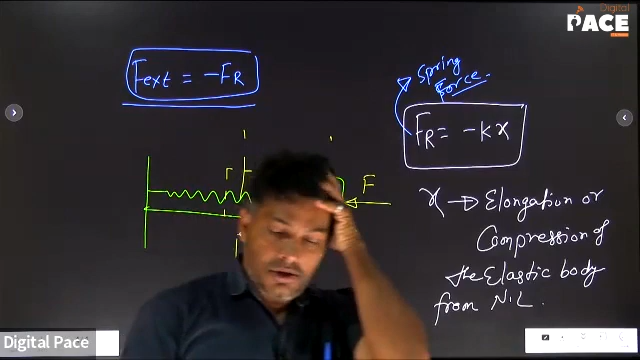 Digital
PACE
Fext = -FR
Spring
Force
FR = -kx
F
x → Elongation or
Compression of
the Elastic body
from N.L.
Digital Pace